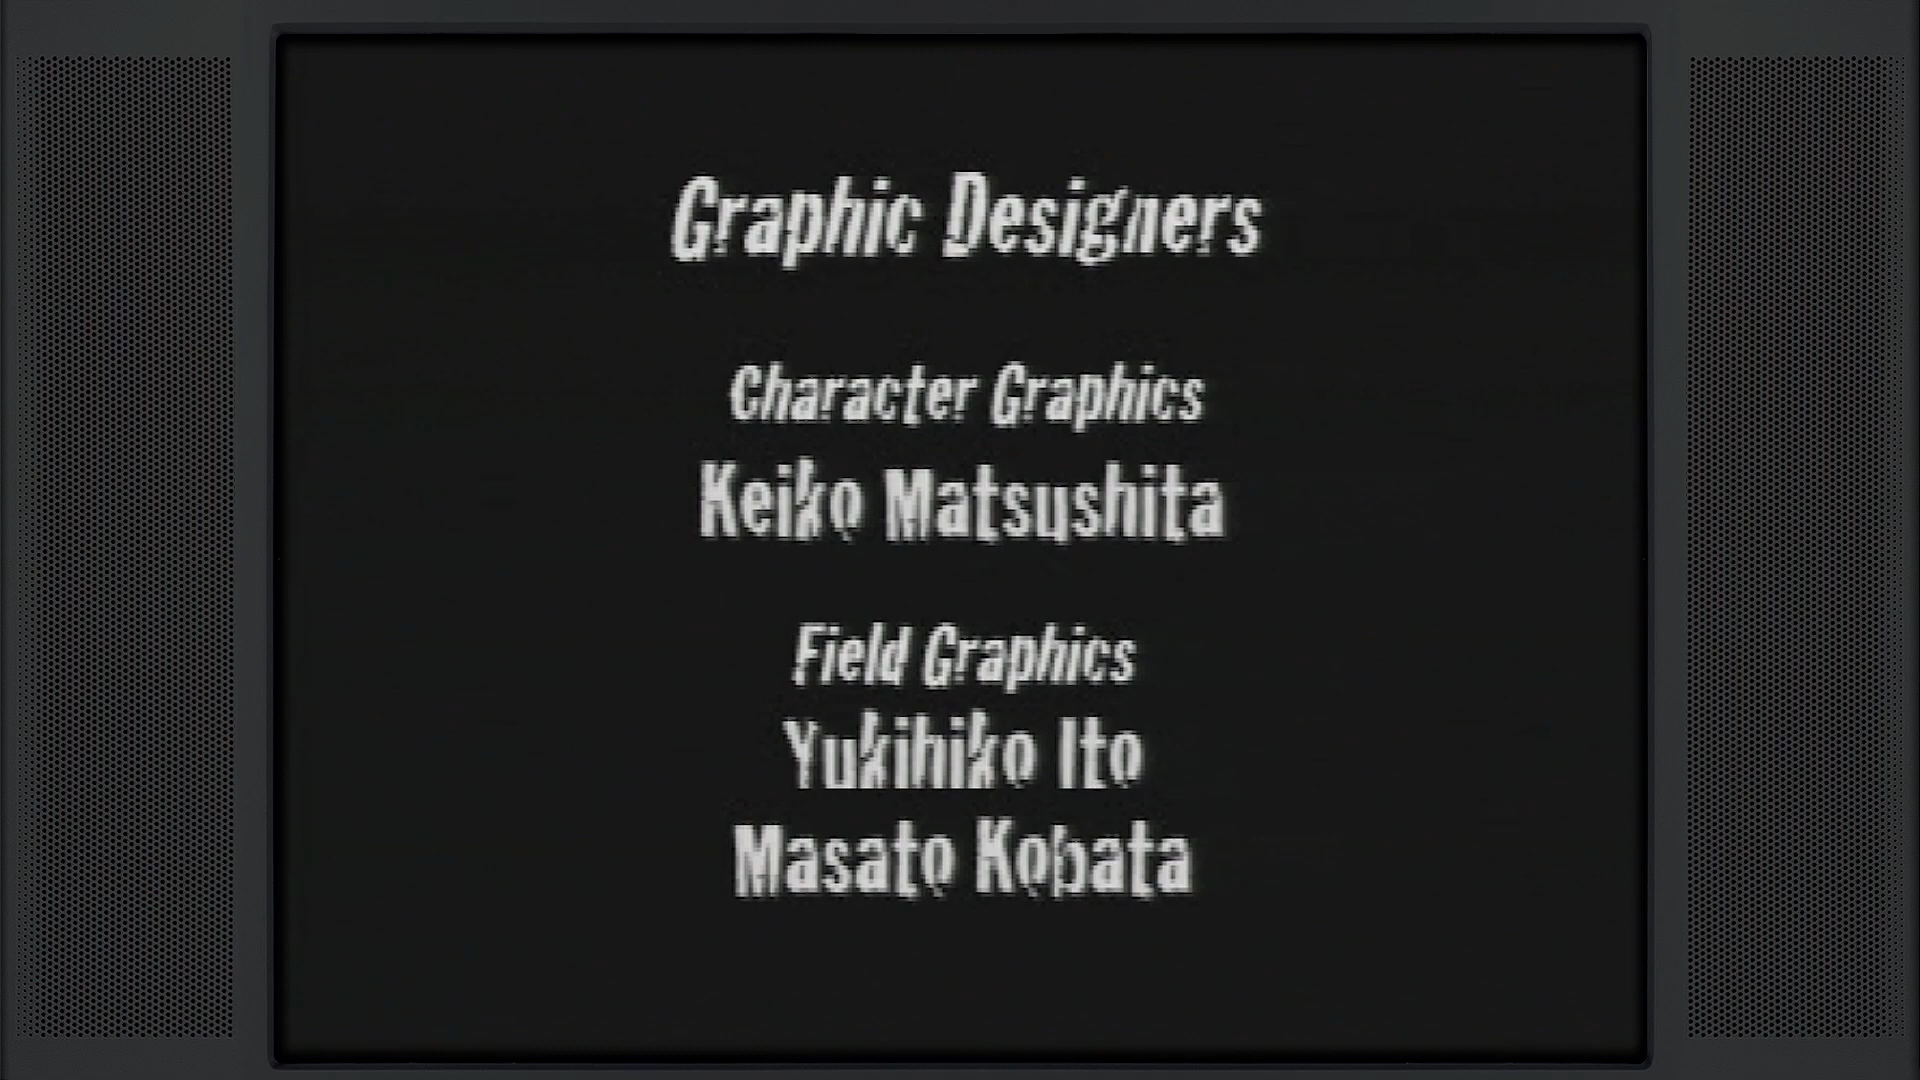 Graphic Designers
Character Graphics
Keiko Matsushita
Field Graphics
Yukihiko Ito
Masato Kobata